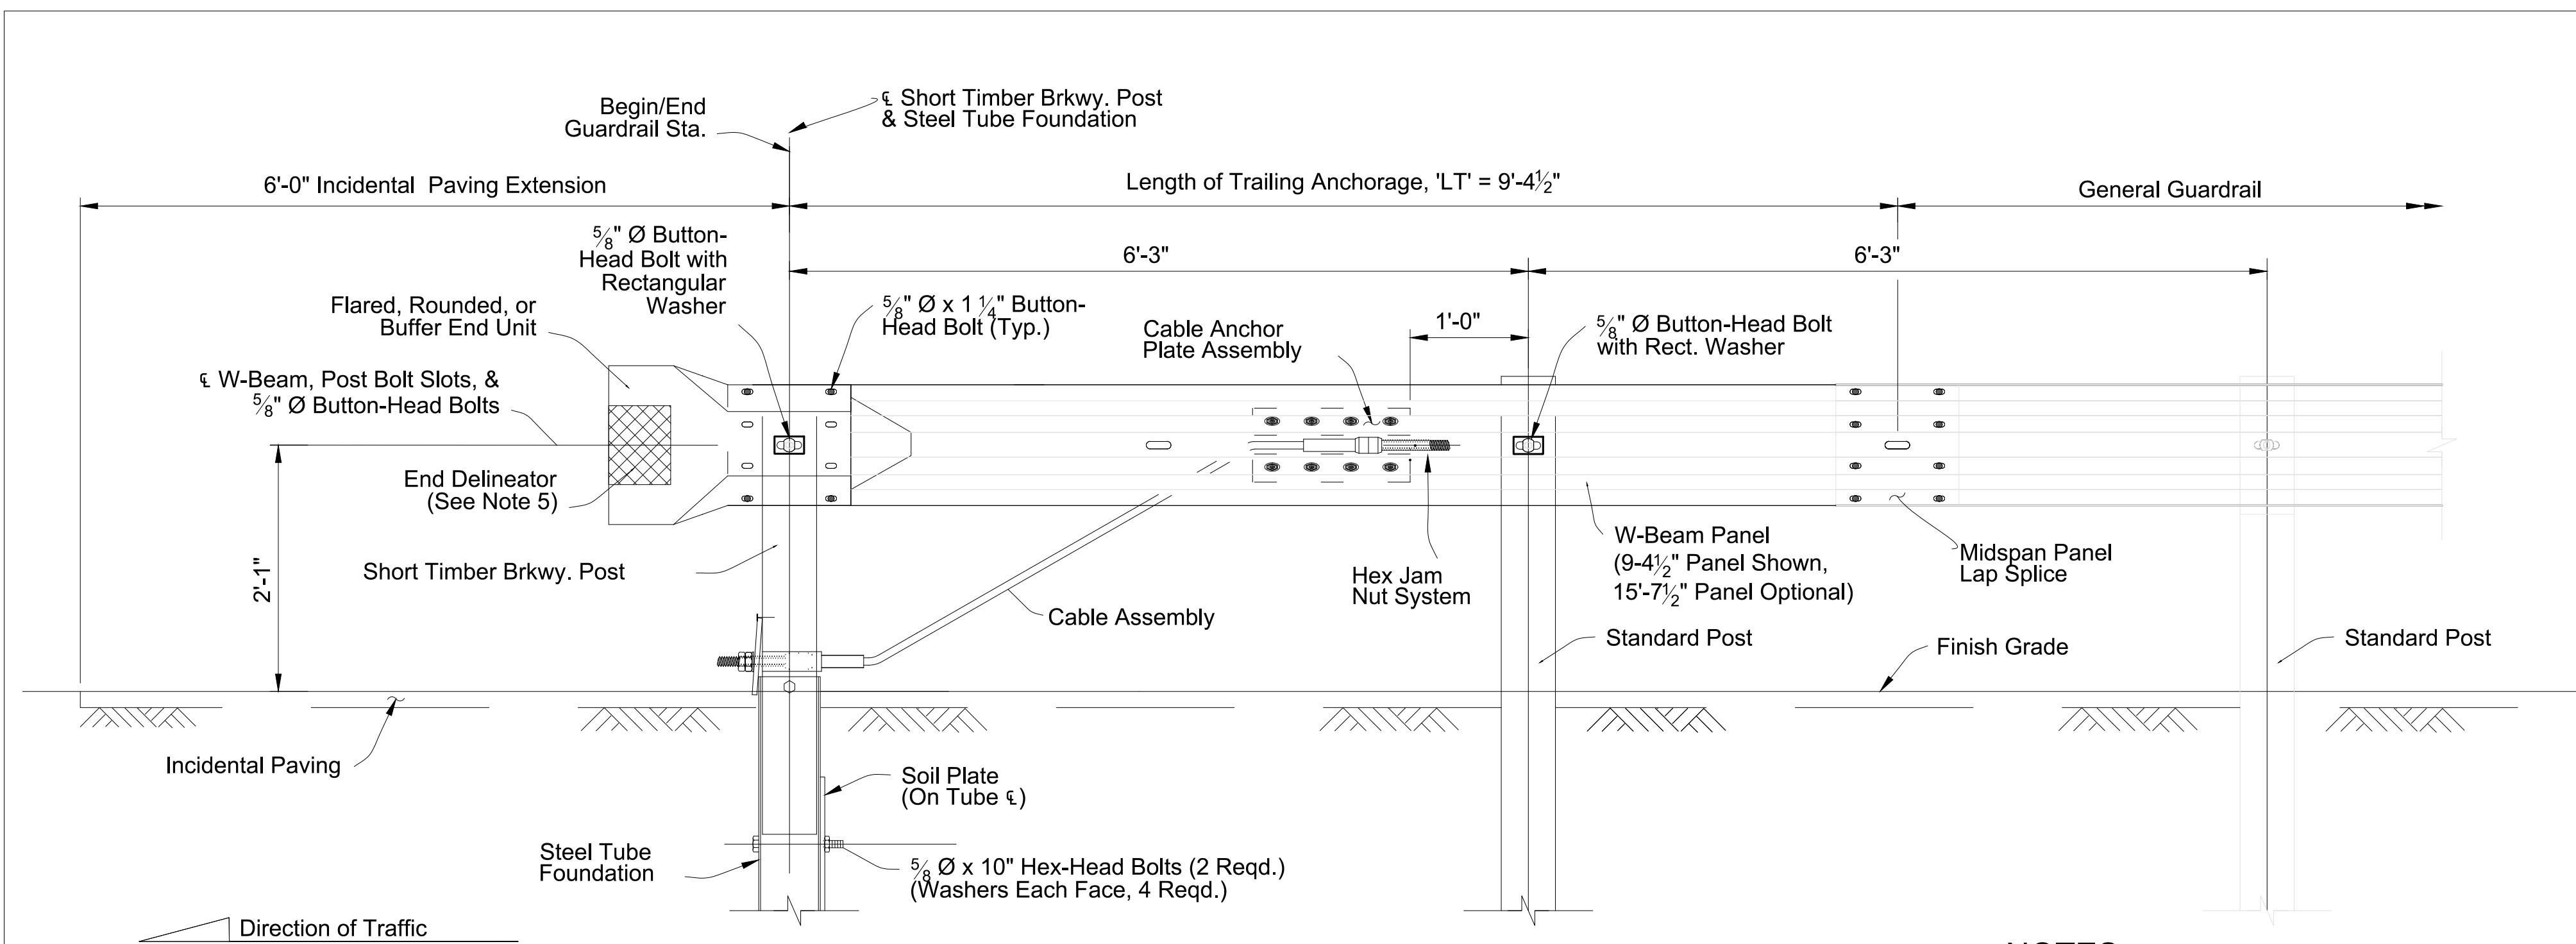 Begin/End
Guardrail Sta.
℄ Short Timber Brkwy. Post
& Steel Tube Foundation
6'-0" Incidental Paving Extension
Length of Trailing Anchorage, 'LT' = 9'-4½"
General Guardrail
⅝" Ø Button-
Head Bolt with
Rectangular
Washer
6'-3"
6'-3"
Flared, Rounded, or
Buffer End Unit
⅝" Ø x 1 ¼" Button-
Head Bolt (Typ.)
Cable Anchor
Plate Assembly
1'-0"
⅝" Ø Button-Head Bolt
with Rect. Washer
℄ W-Beam, Post Bolt Slots, &
⅝" Ø Button-Head Bolts
End Delineator
(See Note 5)
2'-1"
Short Timber Brkwy. Post
Cable Assembly
Hex Jam
Nut System
W-Beam Panel
(9-4½" Panel Shown,
15'-7½" Panel Optional)
Midspan Panel
Lap Splice
Standard Post
Finish Grade
Standard Post
Incidental Paving
Soil Plate
(On Tube ℄)
Steel Tube
Foundation
⅝ Ø x 10" Hex-Head Bolts (2 Reqd.)
(Washers Each Face, 4 Reqd.)
Direction of Traffic
NOTES